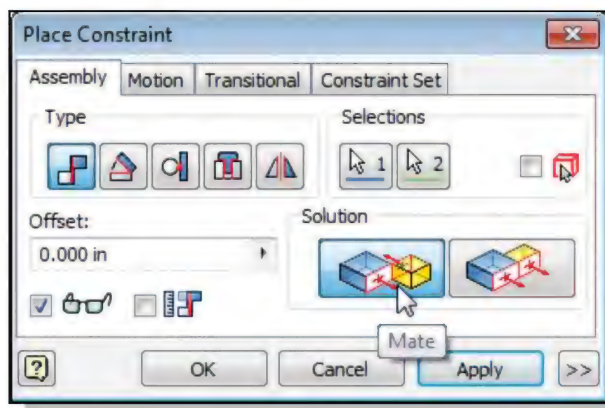 Place Constraint
Assembly Motion Transitional Constraint Set
Type Selections
1 2
Offset: Solution
0.000 in
Mate
? OK Cancel Apply >>